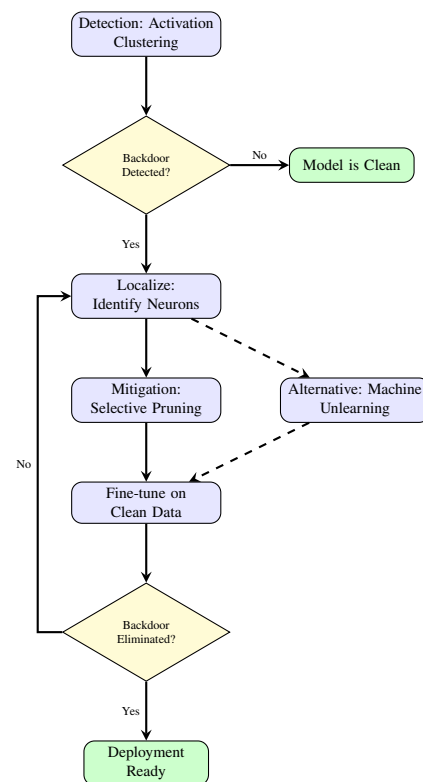 Detection: Activation
Clustering
Backdoor
Detected?
No
Model is Clean
Yes
Localize:
Identify Neurons
Mitigation:
Selective Pruning
Alternative: Machine
Unlearning
No
Fine-tune on
Clean Data
Backdoor
Eliminated?
Yes
Deployment
Ready